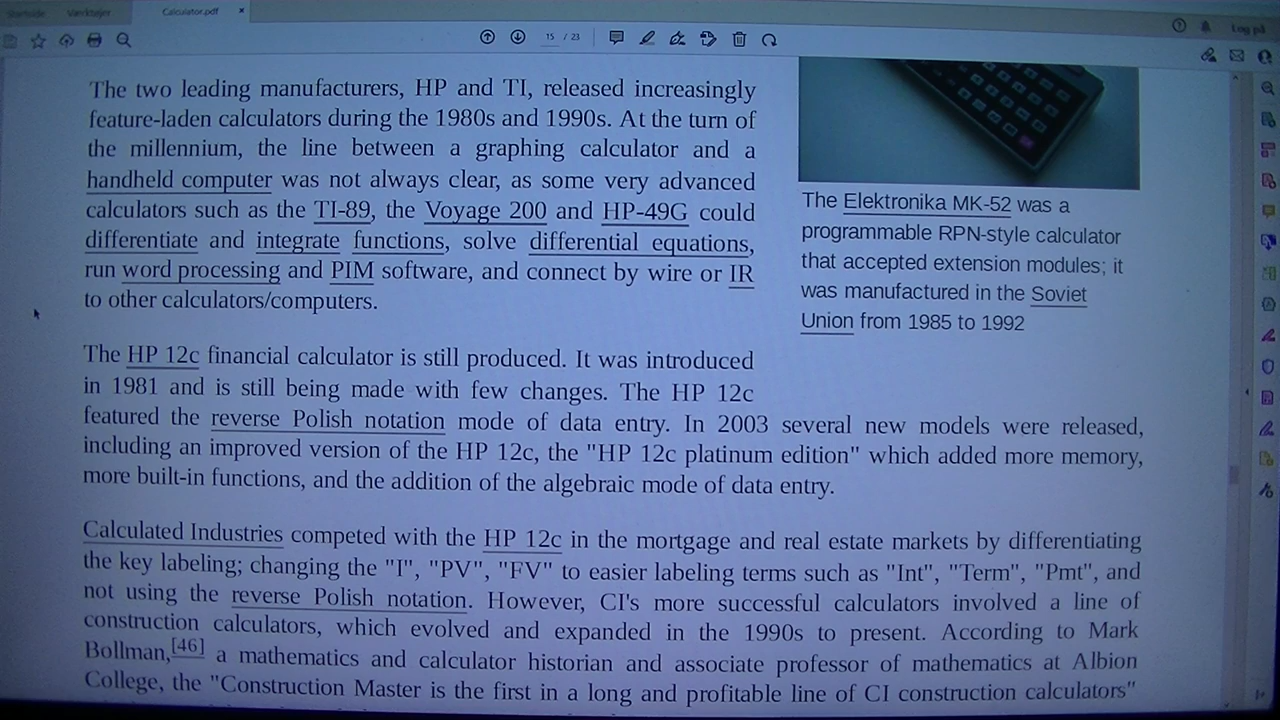 Startside Værktøjer Calculator.pdf ×
Log på
15 / 23
The two leading manufacturers, HP and TI, released increasingly
feature-laden calculators during the 1980s and 1990s. At the turn of
the millennium, the line between a graphing calculator and a
handheld computer was not always clear, as some very advanced
calculators such as the TI-89, the Voyage 200 and HP-49G could
differentiate and integrate functions, solve differential equations,
run word processing and PIM software, and connect by wire or IR
to other calculators/computers.
The Elektronika MK-52 was a
programmable RPN-style calculator
that accepted extension modules; it
was manufactured in the Soviet
Union from 1985 to 1992
The HP 12c financial calculator is still produced. It was introduced
in 1981 and is still being made with few changes. The HP 12c
featured the reverse Polish notation mode of data entry. In 2003 several new models were released,
including an improved version of the HP 12c, the "HP 12c platinum edition" which added more memory,
more built-in functions, and the addition of the algebraic mode of data entry.
Calculated Industries competed with the HP 12c in the mortgage and real estate markets by differentiating
the key labeling; changing the "I", "PV", "FV" to easier labeling terms such as "Int", "Term", "Pmt", and
not using the reverse Polish notation. However, CI's more successful calculators involved a line of
construction calculators, which evolved and expanded in the 1990s to present. According to Mark
Bollman,[46] a mathematics and calculator historian and associate professor of mathematics at Albion
College, the "Construction Master is the first in a long and profitable line of CI construction calculators"